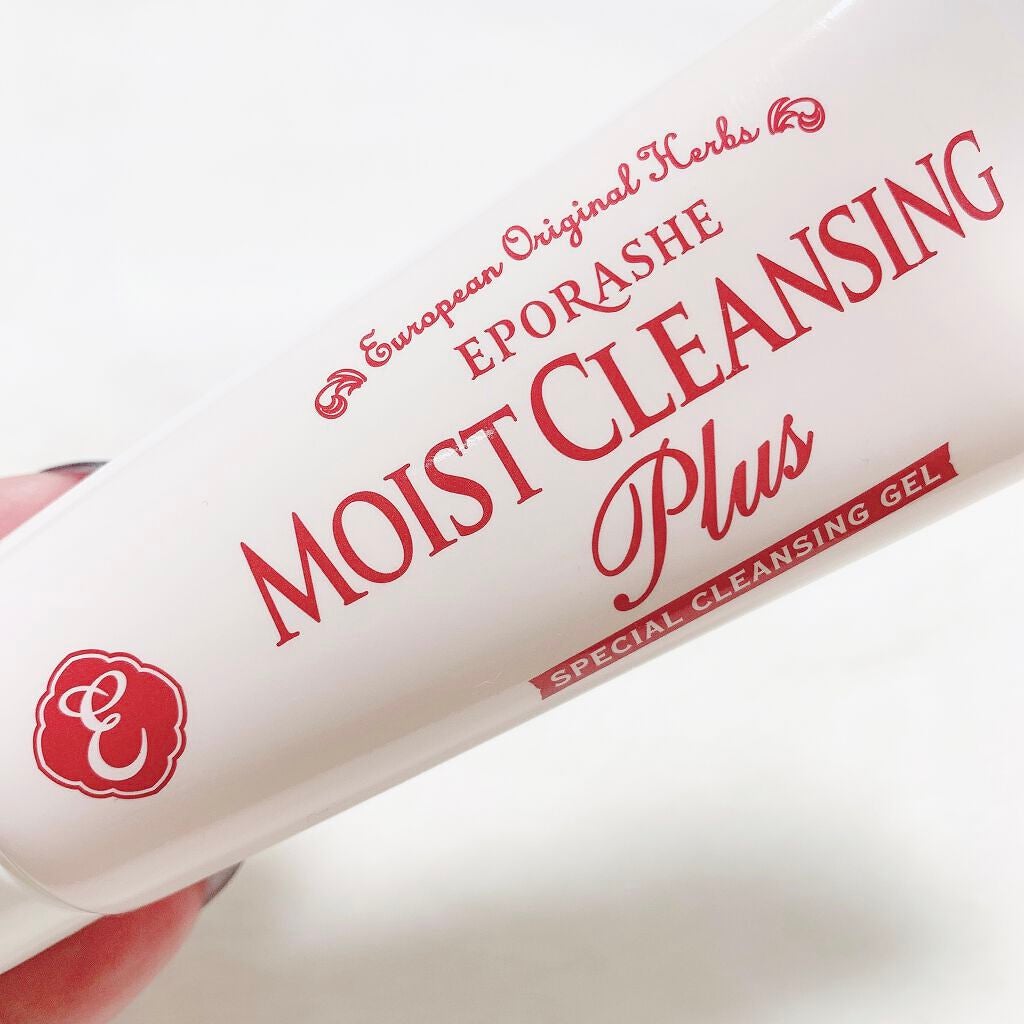 European Original Herbs
EPORASHE
MOIST CLEANSING
Plus
SPECIAL CLEANSING GEL
E